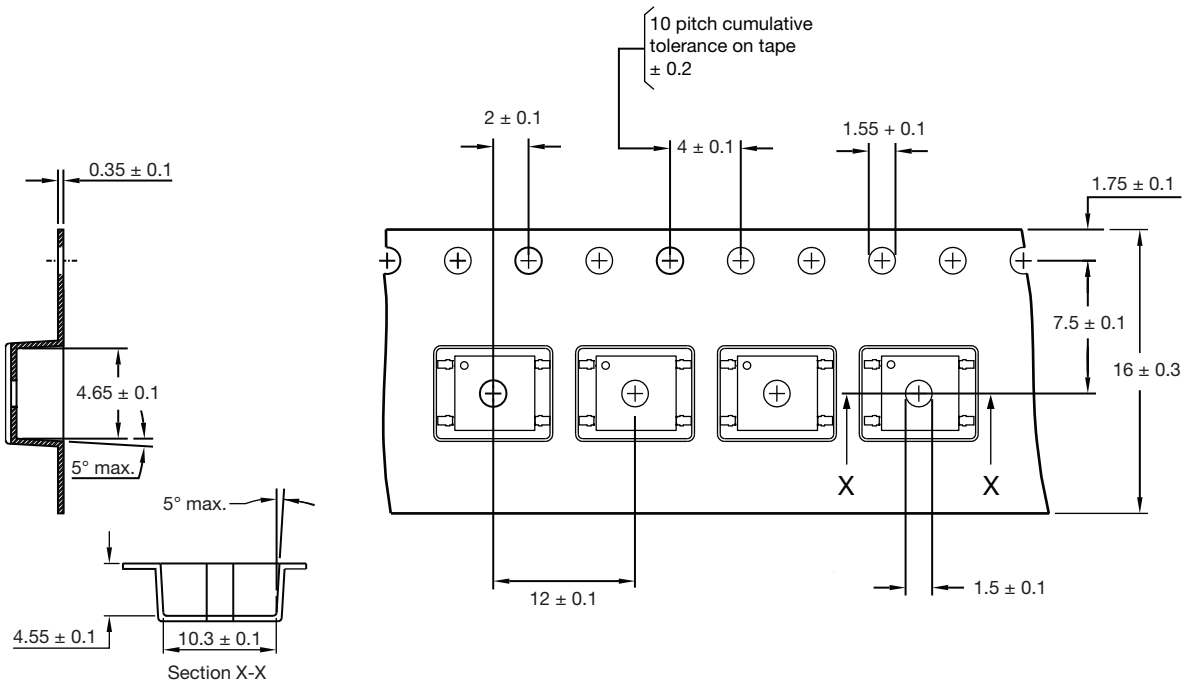 10 pitch cumulative
tolerance on tape
± 0.2
2 ± 0.1
4 ± 0.1
1.55 + 0.1
0.35 ± 0.1
1.75 ± 0.1
7.5 ± 0.1
16 ± 0.3
4.65 ± 0.1
5° max.
X
X
5° max.
12 ± 0.1
1.5 ± 0.1
4.55 ± 0.1
10.3 ± 0.1
Section X-X